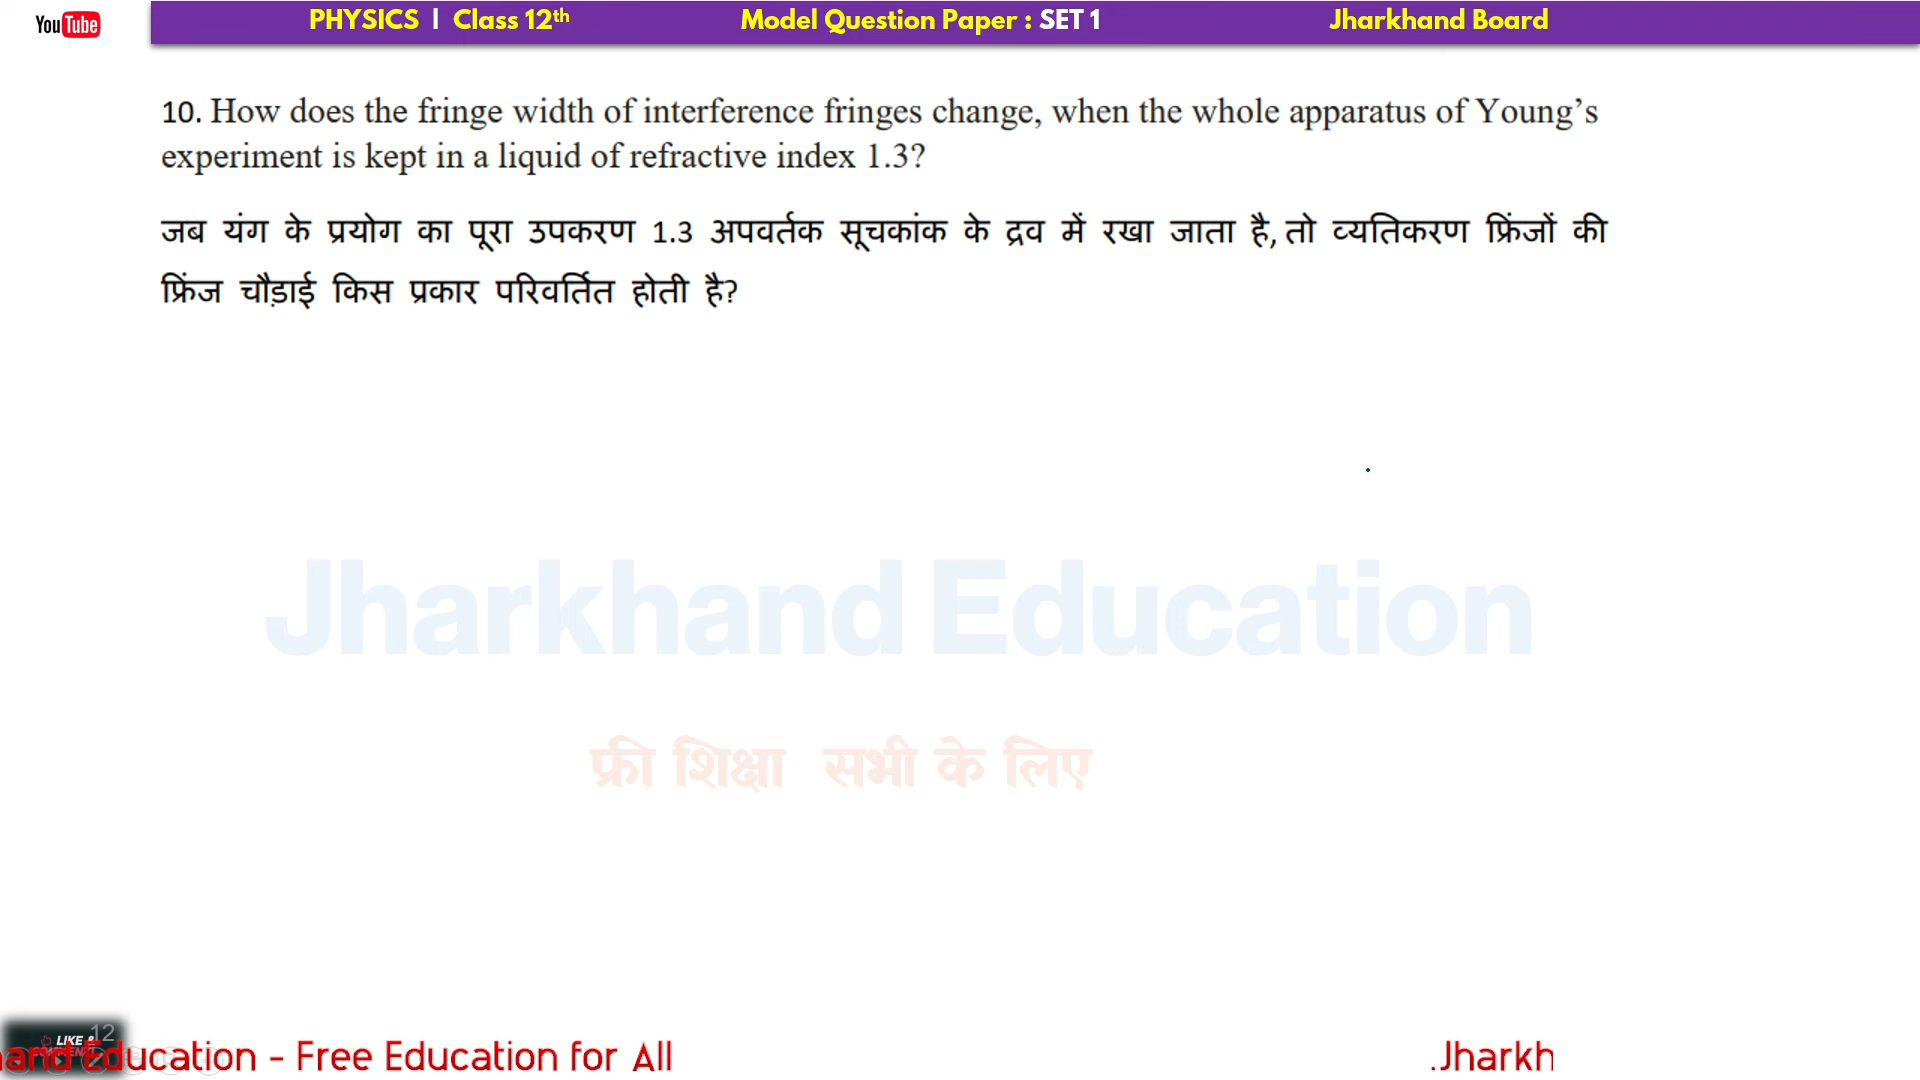 YouTube
PHYSICS | Class 12th Model Question Paper : SET 1 Jharkhand Board
10. How does the fringe width of interference fringes change, when the whole apparatus of Young’s
experiment is kept in a liquid of refractive index 1.3?
जब यंग के प्रयोग का पूरा उपकरण 1.3 अपवर्तक सूचकांक के द्रव में रखा जाता है, तो व्यतिकरण फ्रिंजों की
फ्रिंज चौड़ाई किस प्रकार परिवर्तित होती है?
Jharkhand Education
फ्री शिक्षा सभी के लिए
12
LIKE &
hand Education - Free Education for All .Jharkh